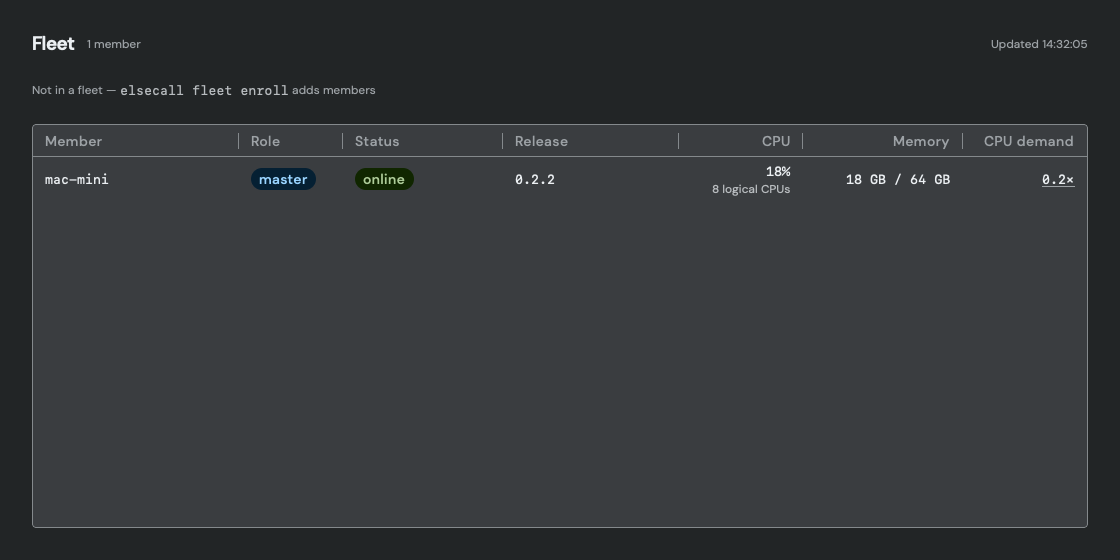 Fleet 1 member Updated 14:32:05
Not in a fleet — elsecall fleet enroll adds members
Member Role Status Release CPU Memory CPU demand
mac-mini master online 0.2.2 18% 18 GB / 64 GB 0.2×
8 logical CPUs